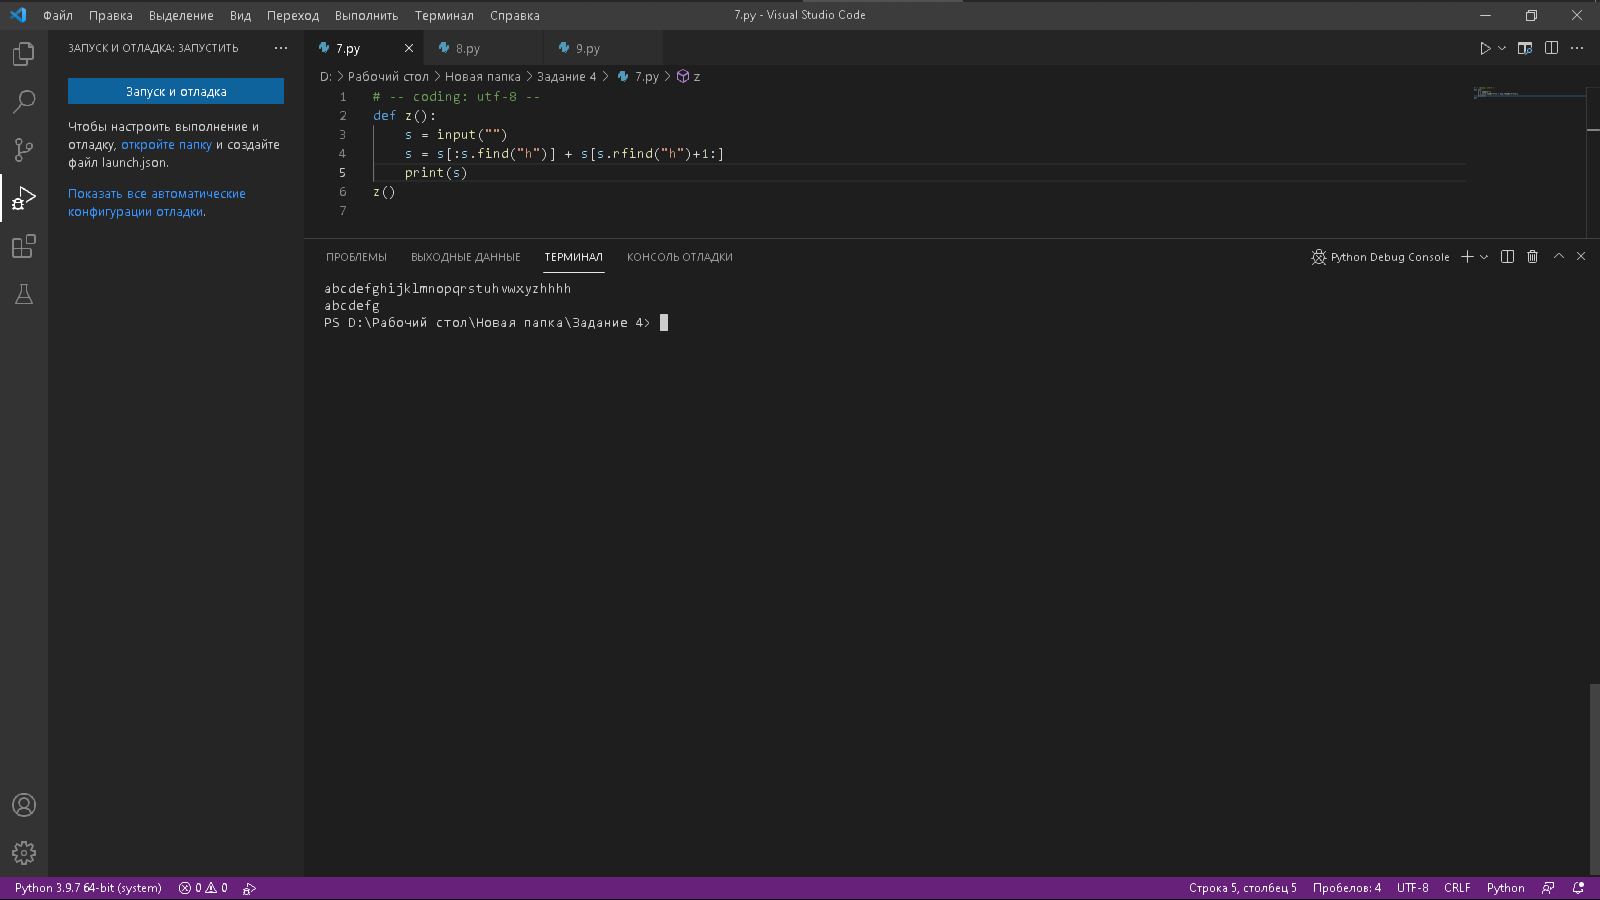 Файл Правка Выделение Вид Переход Выполнить Терминал Справка 7.py - Visual Studio Code
ЗАПУСК И ОТЛАДКА: ЗАПУСТИТЬ ...
Запуск и отладка
Чтобы настроить выполнение и
отладку, откройте папку и создайте
файл launch.json.
Показать все автоматические
конфигурации отладки.
7.py 8.py 9.py
D: > Рабочий стол > Новая папка > Задание 4 > 7.py > z
1 # -- coding: utf-8 --
2 def z():
3 s = input("")
4 s = s[:s.find("h")] + s[s.rfind("h")+1:]
5 print(s)
6 z()
7
ПРОБЛЕМЫ ВЫХОДНЫЕ ДАННЫЕ ТЕРМИНАЛ КОНСОЛЬ ОТЛАДКИ Python Debug Console
abcdefghijklmnopqrstuhvwxyzhhhh
abcdefg
PS D:\Рабочий стол\Новая папка\Задание 4>
Python 3.9.7 64-bit (system) 0 0 Строка 5, столбец 5 Пробелов: 4 UTF-8 CRLF Python